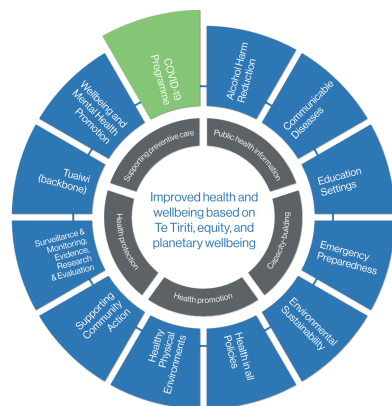 COVID-19
Programme
Alcohol Harm
Reduction
Communicable
Diseases
Education
Settings
Emergency
Preparedness
Environmental
Sustainability
Health in all
Policies
Healthy
Physical
Environments
Supporting
Community
Action
Surveillance &
Monitoring;
Evidence,
Research
& Evaluation
Tuaiwi
(backbone)
Wellbeing and
Mental Health
Promotion
Supporting preventive care
Public health information
Capacity-building
Health promotion
Health protection
Improved health and
wellbeing based on
Te Tiriti, equity, and
planetary wellbeing